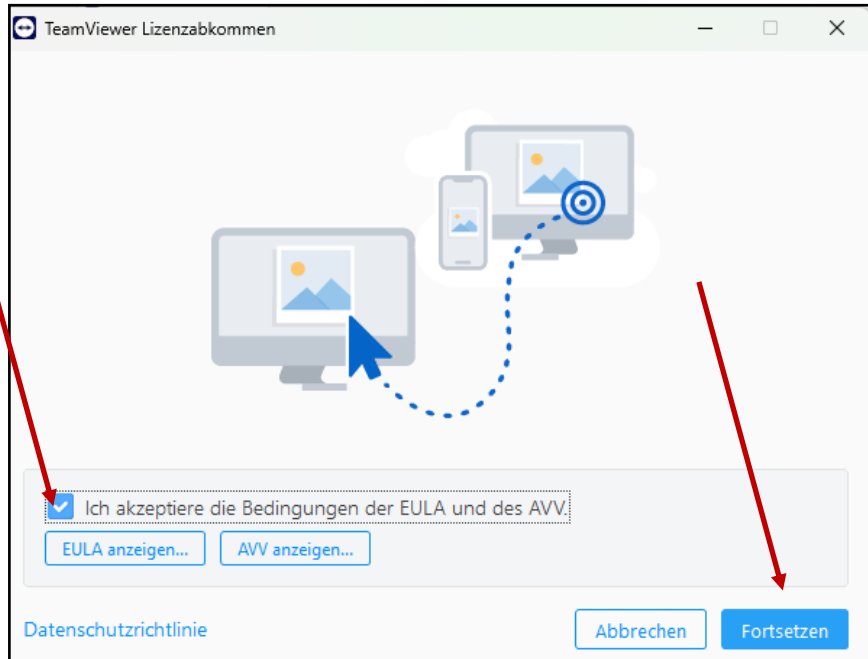 TeamViewer Lizenzabkommen
Ich akzeptiere die Bedingungen der EULA und des AVV.
EULA anzeigen... AVV anzeigen...
Datenschutzrichtlinie Abbrechen Fortsetzen